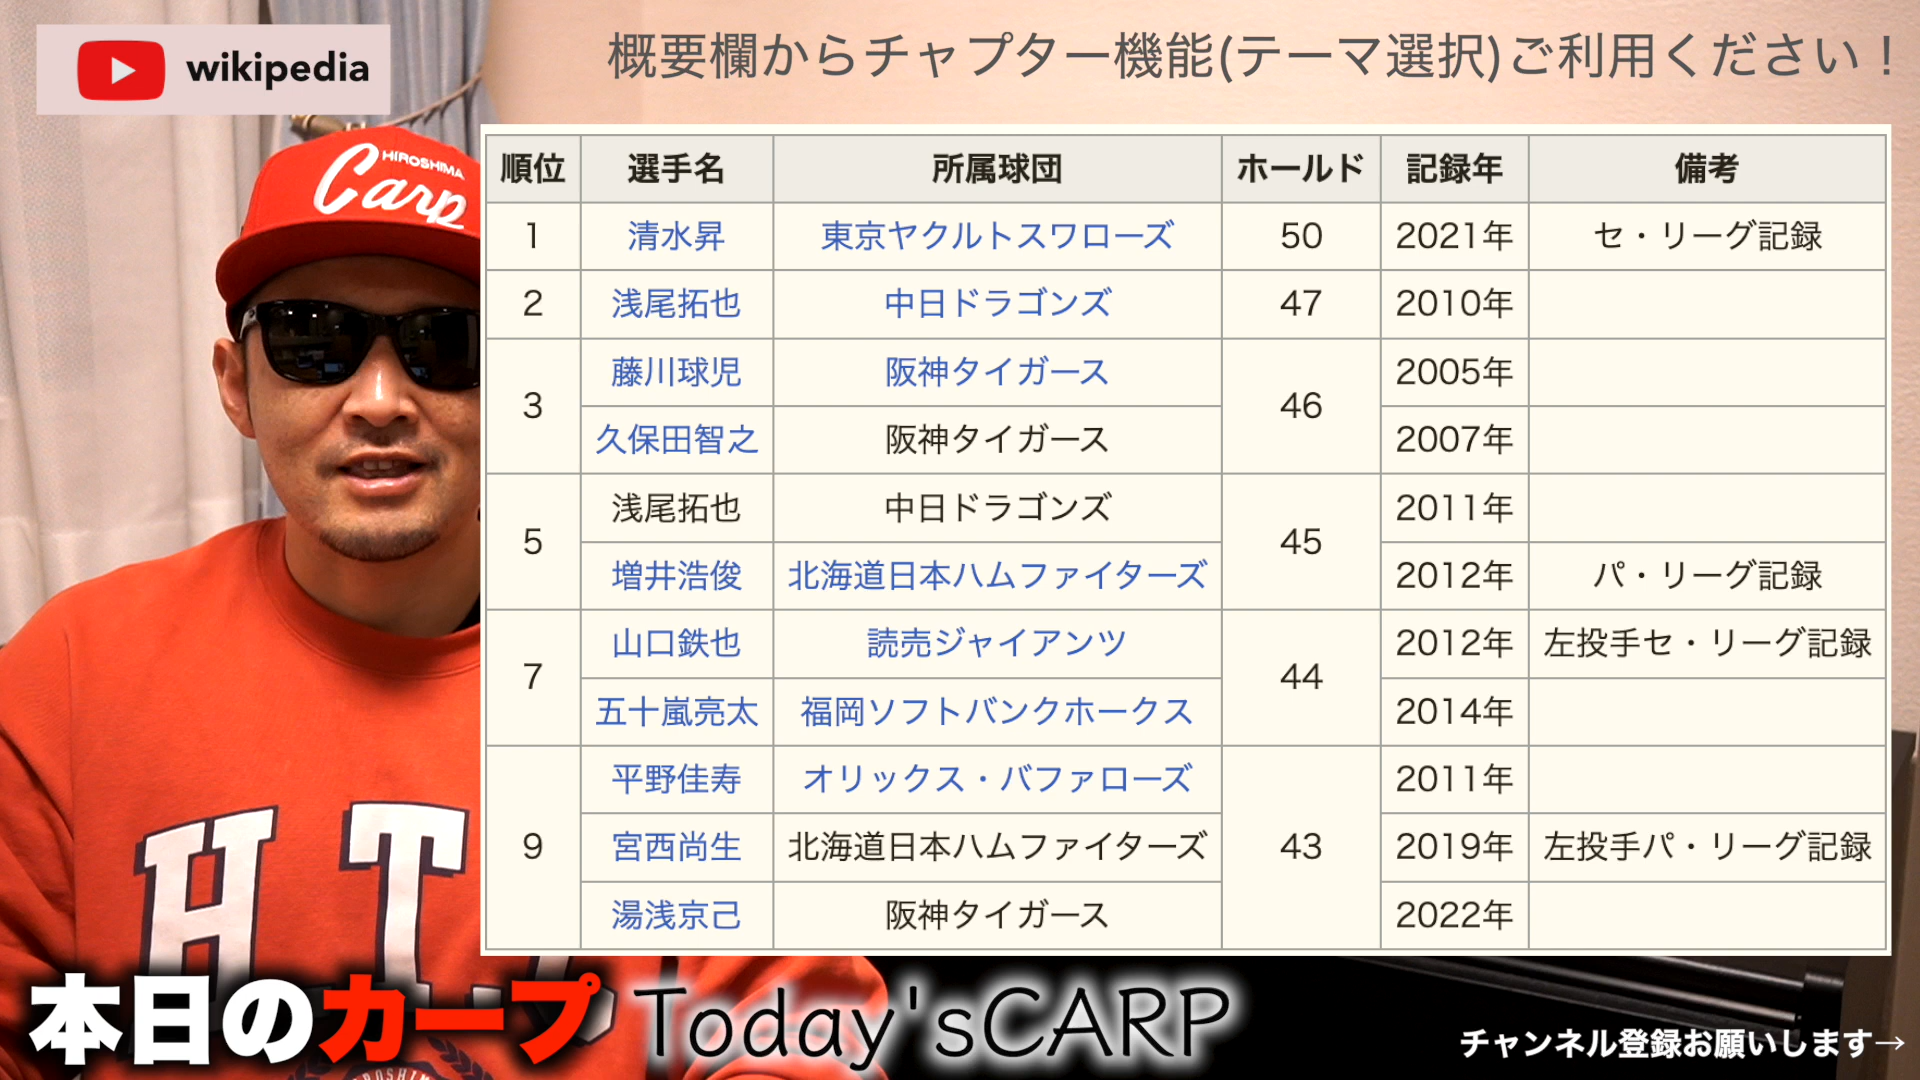 wikipedia
概要欄からチャプター機能(テーマ選択)ご利用ください！
HIROSHIMA
Carp
順位 選手名 所属球団 ホールド 記録年 備考
1 清水昇 東京ヤクルトスワローズ 50 2021年 セ・リーグ記録
2 浅尾拓也 中日ドラゴンズ 47 2010年
3 藤川球児 阪神タイガース 46 2005年
久保田智之 阪神タイガース 2007年
5 浅尾拓也 中日ドラゴンズ 45 2011年
増井浩俊 北海道日本ハムファイターズ 2012年 パ・リーグ記録
7 山口鉄也 読売ジャイアンツ 44 2012年 左投手セ・リーグ記録
五十嵐亮太 福岡ソフトバンクホークス 2014年
9 平野佳寿 オリックス・バファローズ 43 2011年
宮西尚生 北海道日本ハムファイターズ 2019年 左投手パ・リーグ記録
湯浅京己 阪神タイガース 2022年
H T
本日のカープ Today'sCARP
チャンネル登録お願いします→